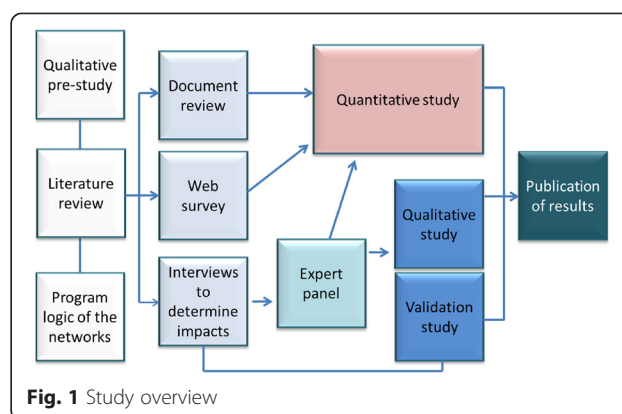 Qualitative
pre-study
Literature
review
Program
logic of the
networks
Document
review
Web
survey
Interviews
to
determine
impacts
Expert
panel
Quantitative study
Qualitative
study
Validation
study
Publication
of results
Fig. 1 Study overview